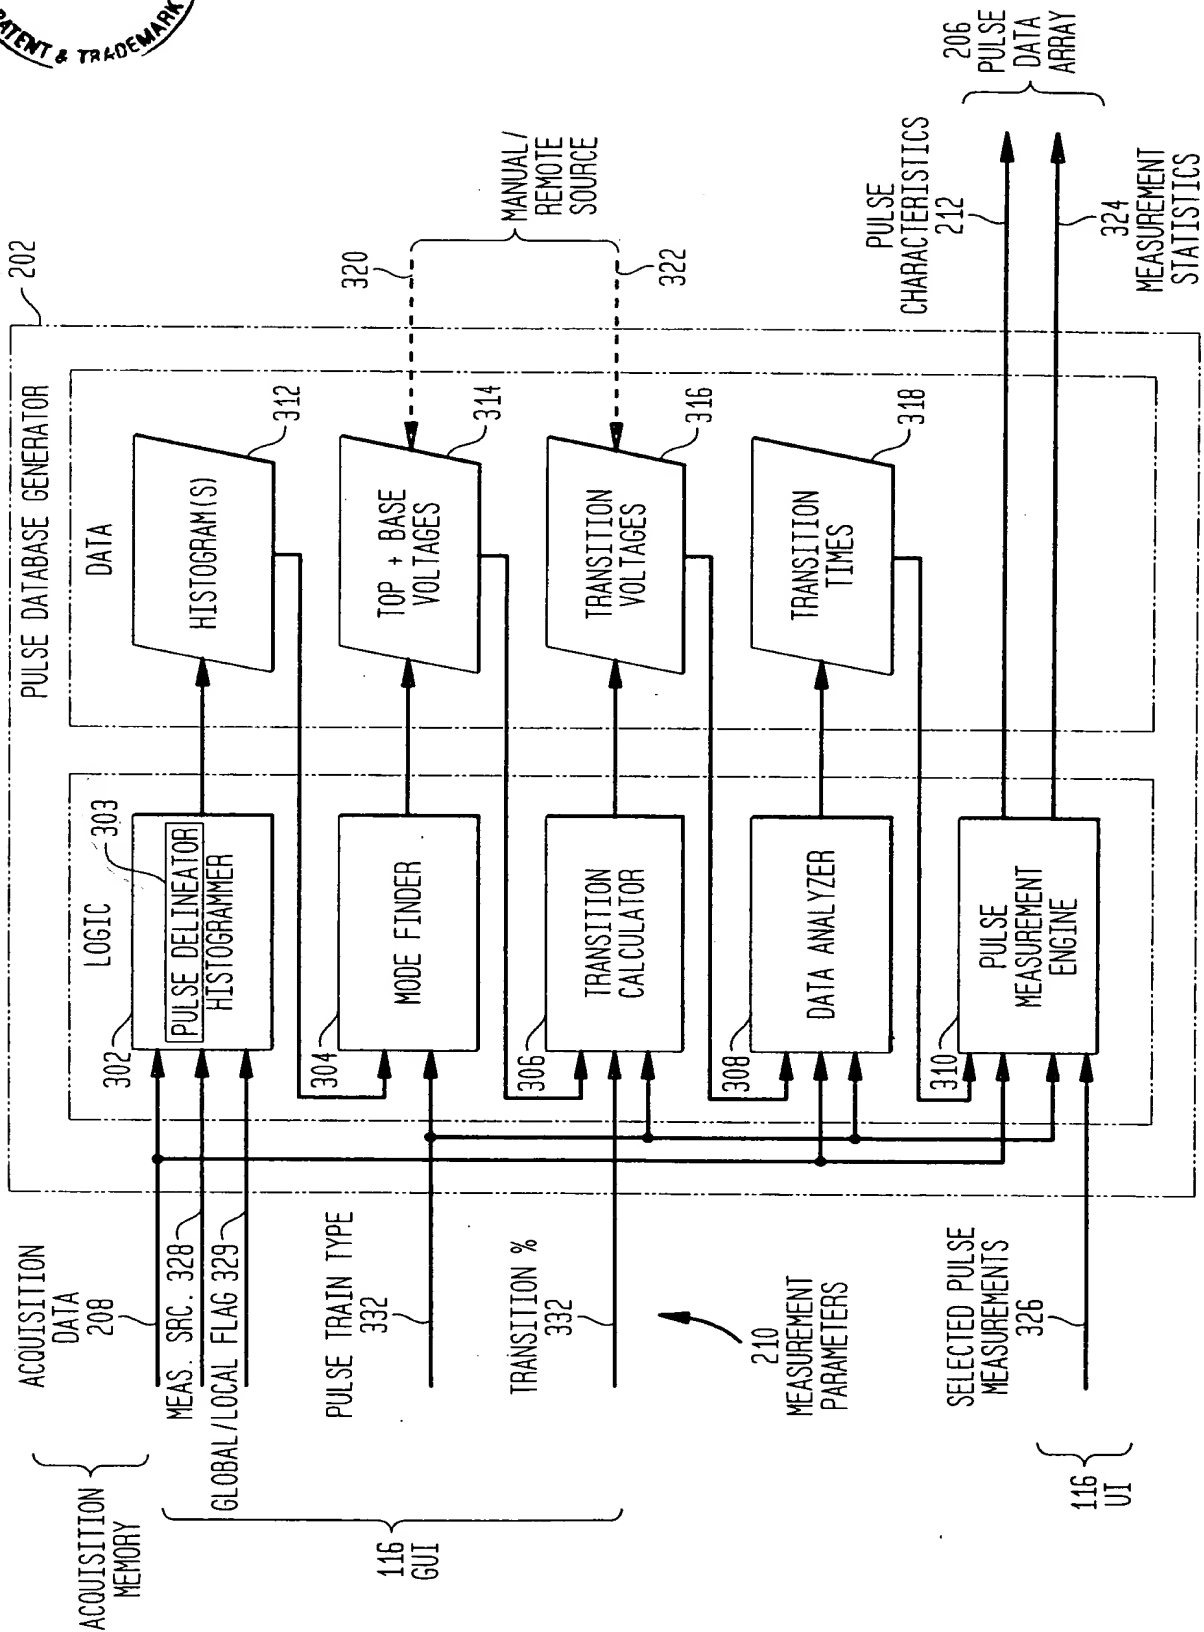 PATENT & TRADEMARK
PULSE DATABASE GENERATOR
202
LOGIC
DATA
ACQUISITION
MEMORY
ACQUISITION
DATA
208
MEAS. SRC. 328
GLOBAL/LOCAL FLAG 329
116
GUI
PULSE TRAIN TYPE
332
TRANSITION %
332
210
MEASUREMENT
PARAMETERS
SELECTED PULSE
MEASUREMENTS
326
116
UI
302
303
PULSE DELINEATOR
HISTOGRAMMER
304
MODE FINDER
306
TRANSITION
CALCULATOR
308
DATA ANALYZER
310
PULSE
MEASUREMENT
ENGINE
HISTOGRAM(S)
312
TOP + BASE
VOLTAGES
314
TRANSITION
VOLTAGES
316
TRANSITION
TIMES
318
320
322
MANUAL/
REMOTE
SOURCE
PULSE
CHARACTERISTICS
212
324
MEASUREMENT
STATISTICS
206
PULSE
DATA
ARRAY